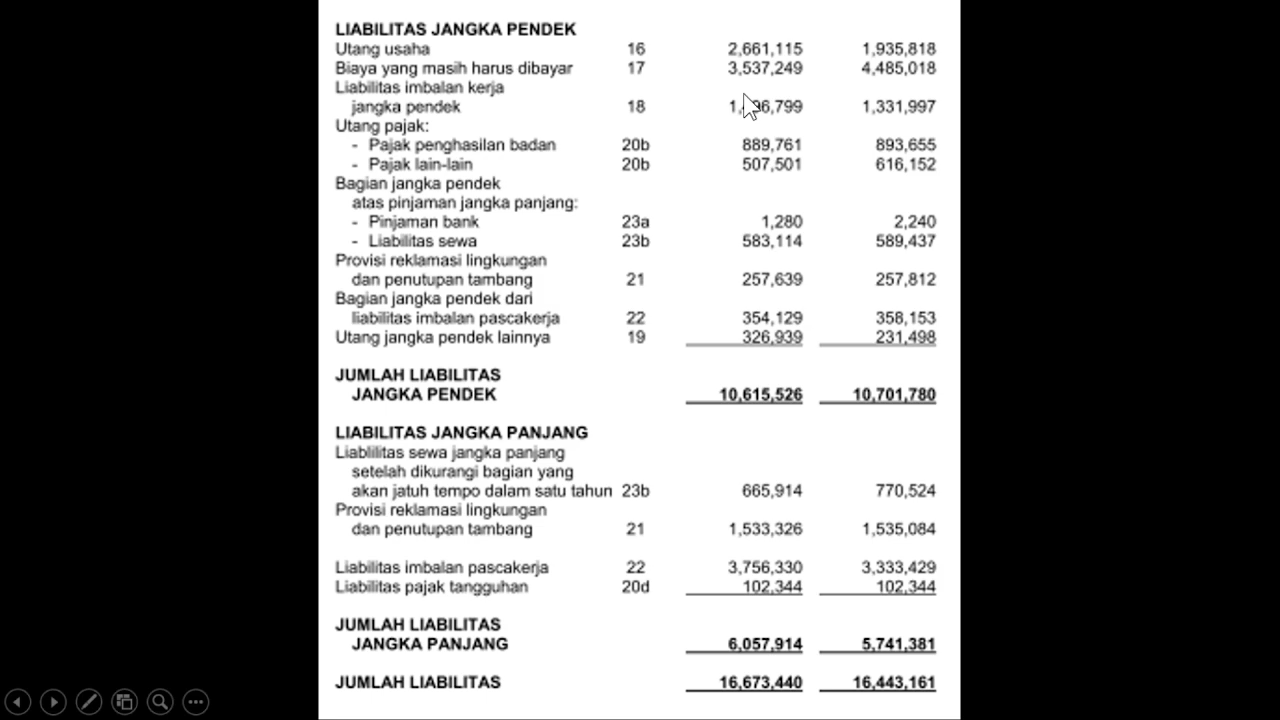 LIABILITAS JANGKA PENDEK
Utang usaha 16 2,661,115 1,935,818
Biaya yang masih harus dibayar 17 3,537,249 4,485,018
Liabilitas imbalan kerja
jangka pendek 18 1,331,997
Utang pajak:
- Pajak penghasilan badan 20b 889,761 893,655
- Pajak lain-lain 20b 507,501 616,152
Bagian jangka pendek
atas pinjaman jangka panjang:
- Pinjaman bank 23a 1,280 2,240
- Liabilitas sewa 23b 583,114 589,437
Provisi reklamasi lingkungan
dan penutupan tambang 21 257,639 257,812
Bagian jangka pendek dari
liabilitas imbalan pascakerja 22 354,129 358,153
Utang jangka pendek lainnya 19 326,939 231,498
JUMLAH LIABILITAS
JANGKA PENDEK 10,615,526 10,701,780
LIABILITAS JANGKA PANJANG
Liablilitas sewa jangka panjang
setelah dikurangi bagian yang
akan jatuh tempo dalam satu tahun 23b 665,914 770,524
Provisi reklamasi lingkungan
dan penutupan tambang 21 1,533,326 1,535,084
Liabilitas imbalan pascakerja 22 3,756,330 3,333,429
Liabilitas pajak tangguhan 20d 102,344 102,344
JUMLAH LIABILITAS
JANGKA PANJANG 6,057,914 5,741,381
JUMLAH LIABILITAS 16,673,440 16,443,161